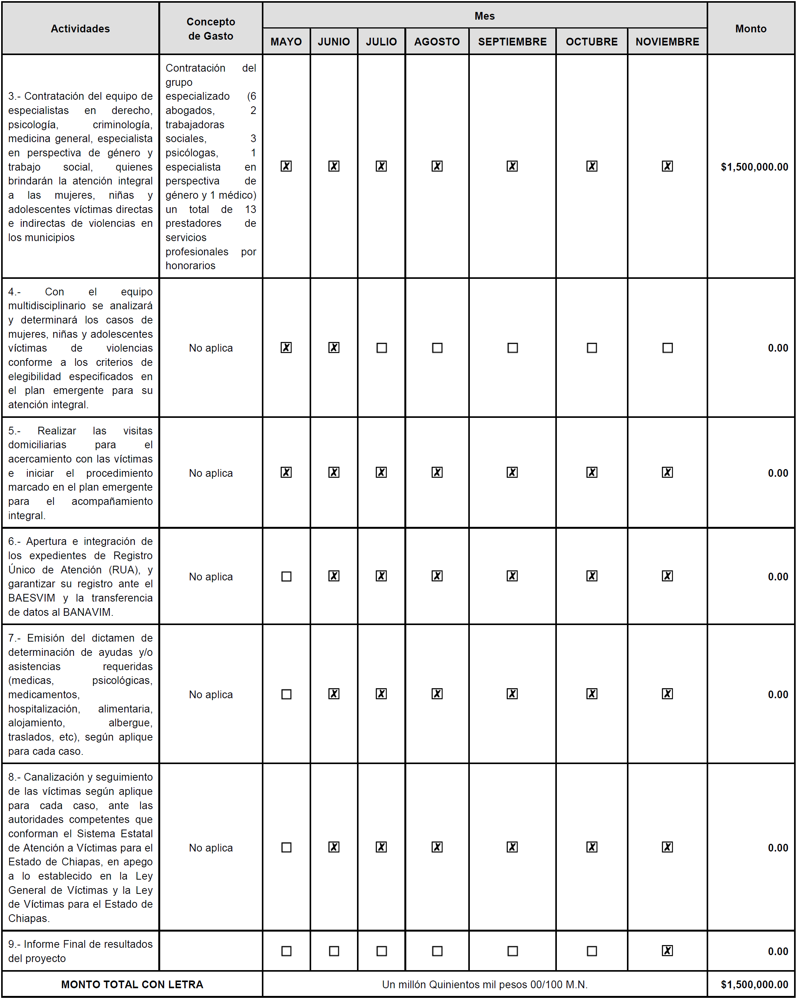 Actividades
Concepto
de Gasto
Mes
Monto
MAYO JUNIO JULIO AGOSTO SEPTIEMBRE OCTUBRE NOVIEMBRE
3.- Contratación del equipo de
especialistas en derecho,
psicología, criminología,
medicina general, especialista
en perspectiva de género y
trabajo social, quienes
brindarán la atención integral
a las mujeres, niñas y
adolescentes víctimas directas
e indirectas de violencias en
los municipios
Contratación del
grupo
especializado (6
abogados, 2
trabajadoras
sociales, 3
psicólogas, 1
especialista en
perspectiva de
género y 1 médico)
un total de 13
prestadores de
servicios
profesionales por
honorarios
☒ ☒ ☒ ☒ ☒ ☒ ☒
$1,500,000.00
4.- Con el equipo
multidisciplinario se analizará
y determinará los casos de
mujeres, niñas y adolescentes
víctimas de violencias
conforme a los criterios de
elegibilidad especificados en
el plan emergente para su
atención integral.
No aplica
☒ ☒ ☐ ☐ ☐ ☐ ☐
0.00
5.- Realizar las visitas
domiciliarias para el
acercamiento con las víctimas
e iniciar el procedimiento
marcado en el plan emergente
para el acompañamiento
integral.
No aplica
☒ ☒ ☒ ☒ ☒ ☒ ☒
0.00
6.- Apertura e integración de
los expedientes de Registro
Único de Atención (RUA), y
garantizar su registro ante el
BAESVIM y la transferencia
de datos al BANAVIM.
No aplica
☐ ☒ ☒ ☒ ☒ ☒ ☒
0.00
7.- Emisión del dictamen de
determinación de ayudas y/o
asistencias requeridas
(medicas, psicológicas,
medicamentos,
hospitalización, alimentaria,
alojamiento, albergue,
traslados, etc), según aplique
para cada caso.
No aplica
☐ ☒ ☒ ☒ ☒ ☒ ☒
0.00
8.- Canalización y seguimiento
de las víctimas según aplique
para cada caso, ante las
autoridades competentes que
conforman el Sistema Estatal
de Atención a Víctimas para el
Estado de Chiapas, en apego
a lo establecido en la Ley
General de Víctimas y la Ley
de Víctimas para el Estado de
Chiapas.
No aplica
☐ ☒ ☒ ☒ ☒ ☒ ☒
0.00
9.- Informe Final de resultados
del proyecto
☐ ☐ ☐ ☐ ☐ ☐ ☒
0.00
MONTO TOTAL CON LETRA
Un millón Quinientos mil pesos 00/100 M.N.
$1,500,000.00